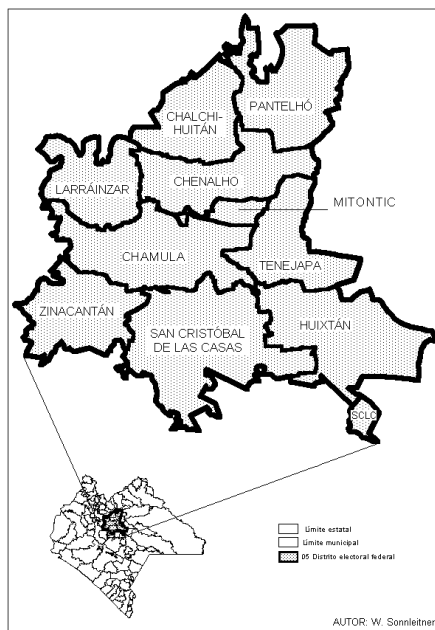 PANTELHÓ
CHALCHI-
HUITÁN
CHENALHO
LARRÁINZAR
MITONTIC
CHAMULA
TENEJAPA
ZINACANTÁN
SAN CRISTÓBAL
DE LAS CASAS
HUIXTÁN
SCLC
Límite estatal
Límite municipal
05 Distrito electoral federal
AUTOR: W. Sonnleitner